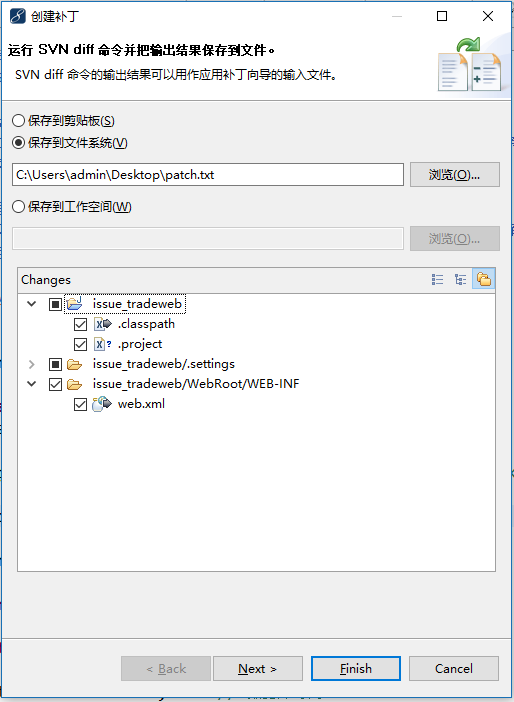 创建补丁
运行 SVN diff 命令并把输出结果保存到文件。
SVN diff 命令的输出结果可以用作应用补丁向导的输入文件。
保存到剪贴板(S)
保存到文件系统(V)
C:\Users\admin\Desktop\patch.txt
浏览(O)...
保存到工作空间(W)
浏览(O)...
Changes
issue_tradeweb
.classpath
.project
issue_tradeweb/.settings
issue_tradeweb/WebRoot/WEB-INF
web.xml
< Back
Next >
Finish
Cancel